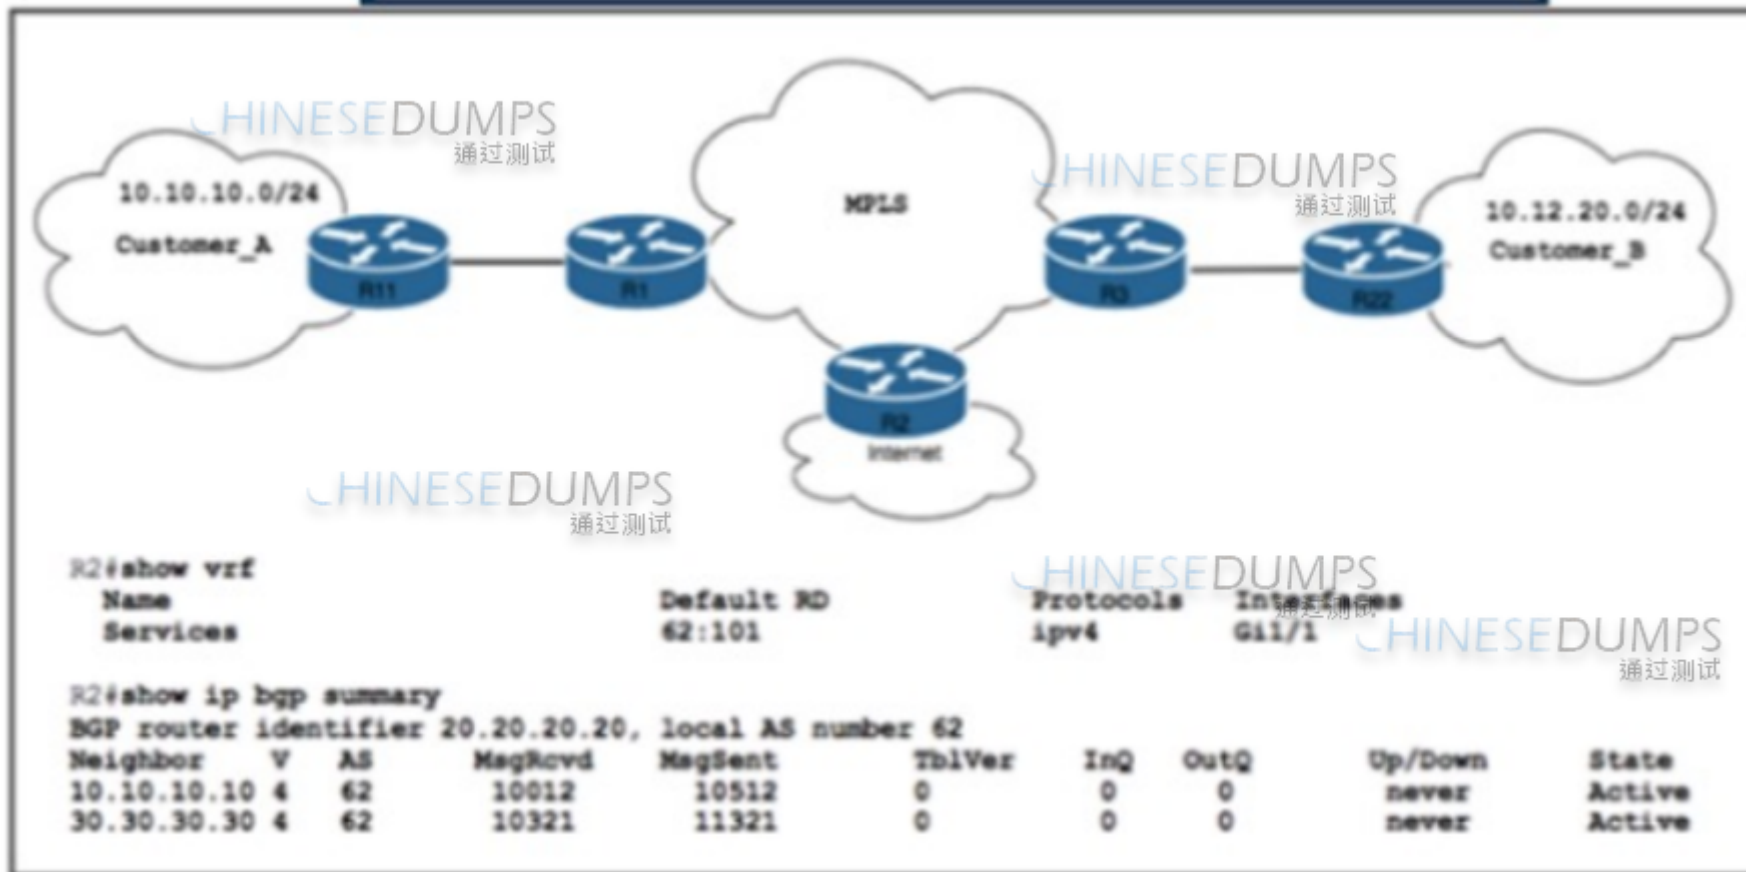 CHINESEDUMPS
通过测试
CHINESEDUMPS
通过测试
10.10.10.0/24
Customer_A
MPLS
10.12.20.0/24
Customer_B
R11
R1
R3
R22
R2
Internet
CHINESEDUMPS
通过测试
CHINESEDUMPS
通过测试
CHINESEDUMPS
通过测试
R2#show vrf
Name Default RD Protocols Interfaces
Services 62:101 ipv4 Gi1/1
R2#show ip bgp summary
BGP router identifier 20.20.20.20, local AS number 62
Neighbor V AS MsgRcvd MsgSent TblVer InQ OutQ Up/Down State
10.10.10.10 4 62 10012 10512 0 0 0 never Active
30.30.30.30 4 62 10321 11321 0 0 0 never Active